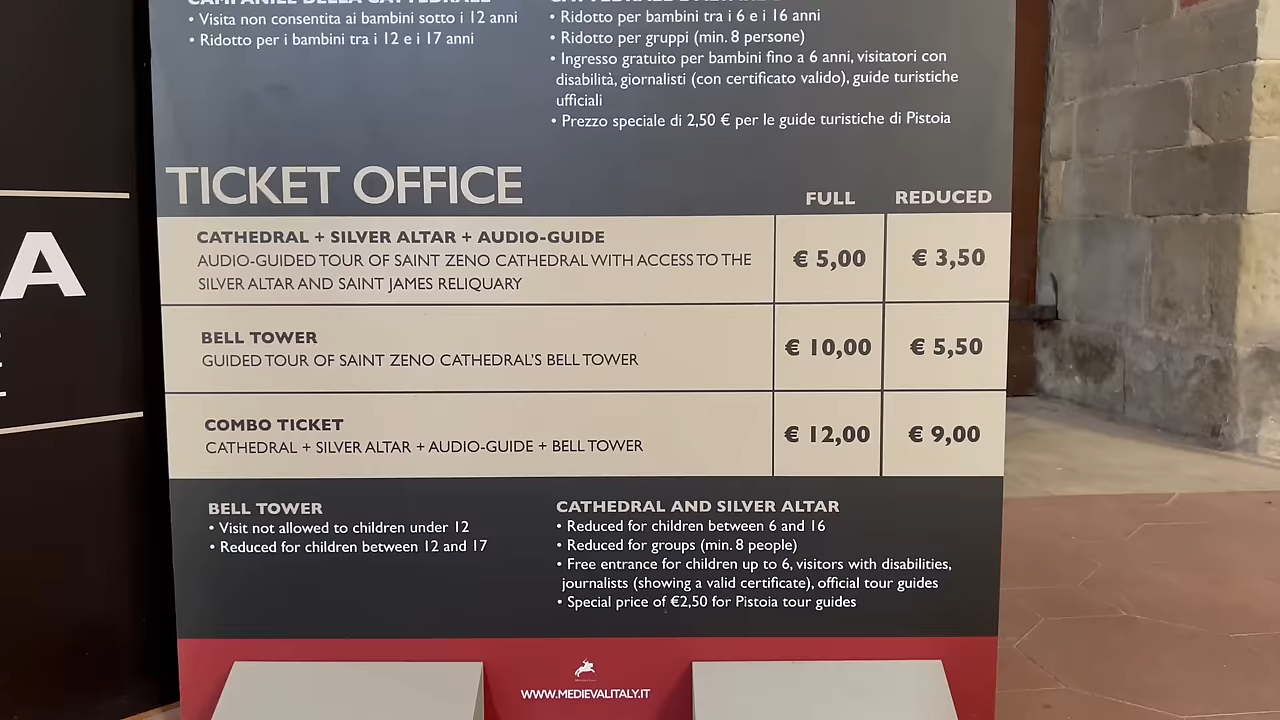 • Visita non consentita ai bambini sotto i 12 anni
• Ridotto per i bambini tra i 12 e i 17 anni
• Ridotto per bambini tra i 6 e i 16 anni
• Ridotto per gruppi (min. 8 persone)
• Ingresso gratuito per bambini fino a 6 anni, visitatori con
disabilità, giornalisti (con certificato valido), guide turistiche
ufficiali
• Prezzo speciale di 2,50 € per le guide turistiche di Pistoia
A
TICKET OFFICE
FULL REDUCED
CATHEDRAL + SILVER ALTAR + AUDIO-GUIDE
AUDIO-GUIDED TOUR OF SAINT ZENO CATHEDRAL WITH ACCESS TO THE
SILVER ALTAR AND SAINT JAMES RELIQUARY
€ 5,00 € 3,50
BELL TOWER
GUIDED TOUR OF SAINT ZENO CATHEDRAL'S BELL TOWER
€ 10,00 € 5,50
COMBO TICKET
CATHEDRAL + SILVER ALTAR + AUDIO-GUIDE + BELL TOWER
€ 12,00 € 9,00
BELL TOWER
• Visit not allowed to children under 12
• Reduced for children between 12 and 17
CATHEDRAL AND SILVER ALTAR
• Reduced for children between 6 and 16
• Reduced for groups (min. 8 people)
• Free entrance for children up to 6, visitors with disabilities,
journalists (showing a valid certificate), official tour guides
• Special price of €2,50 for Pistoia tour guides
WWW.MEDIEVALITALY.IT